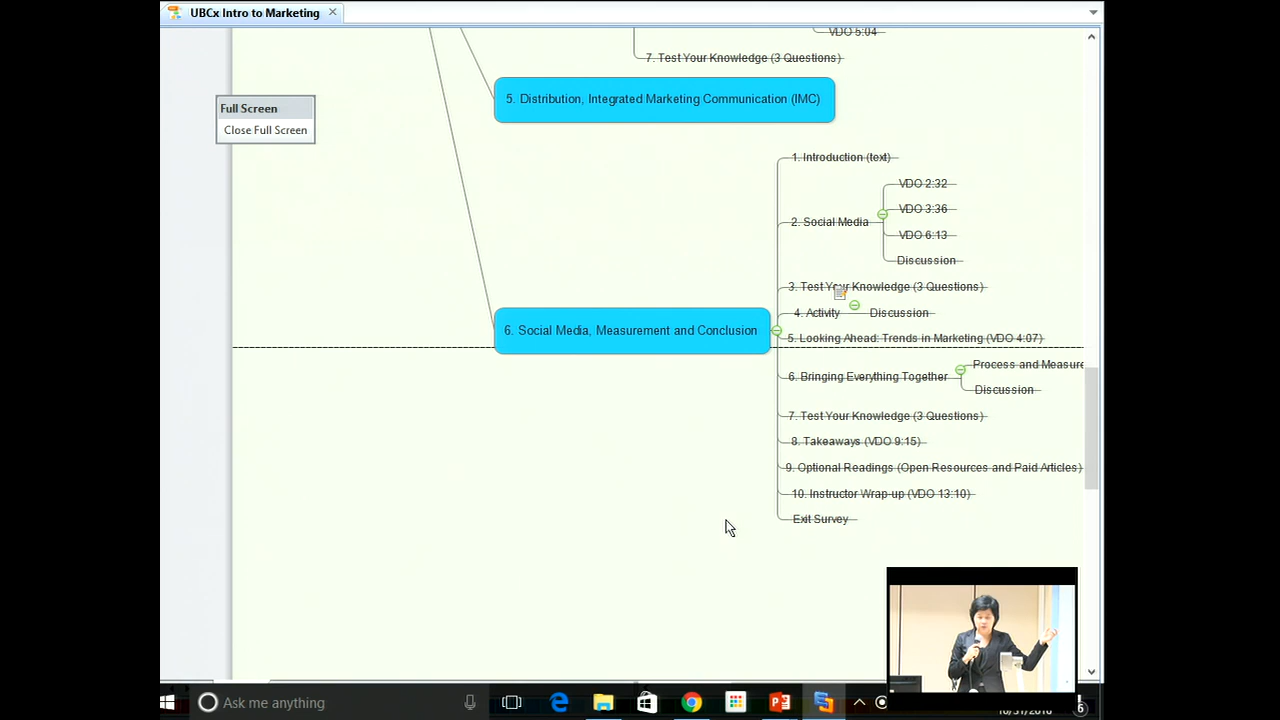 UBCx Intro to Marketing
VDO 5:04
7. Test Your Knowledge (3 Questions)
5. Distribution, Integrated Marketing Communication (IMC)
Full Screen
Close Full Screen
1. Introduction (text)
VDO 2:32
2. Social Media
VDO 3:36
VDO 6:13
Discussion
3. Test Your Knowledge (3 Questions)
4. Activity
Discussion
6. Social Media, Measurement and Conclusion
5. Looking Ahead: Trends in Marketing (VDO 4:07)
6. Bringing Everything Together
Process and Measure
Discussion
7. Test Your Knowledge (3 Questions)
8. Takeaways (VDO 9:15)
9. Optional Readings (Open Resources and Paid Articles)
10. Instructor Wrap-up (VDO 13:10)
Exit Survey
Ask me anything
10/31/2016